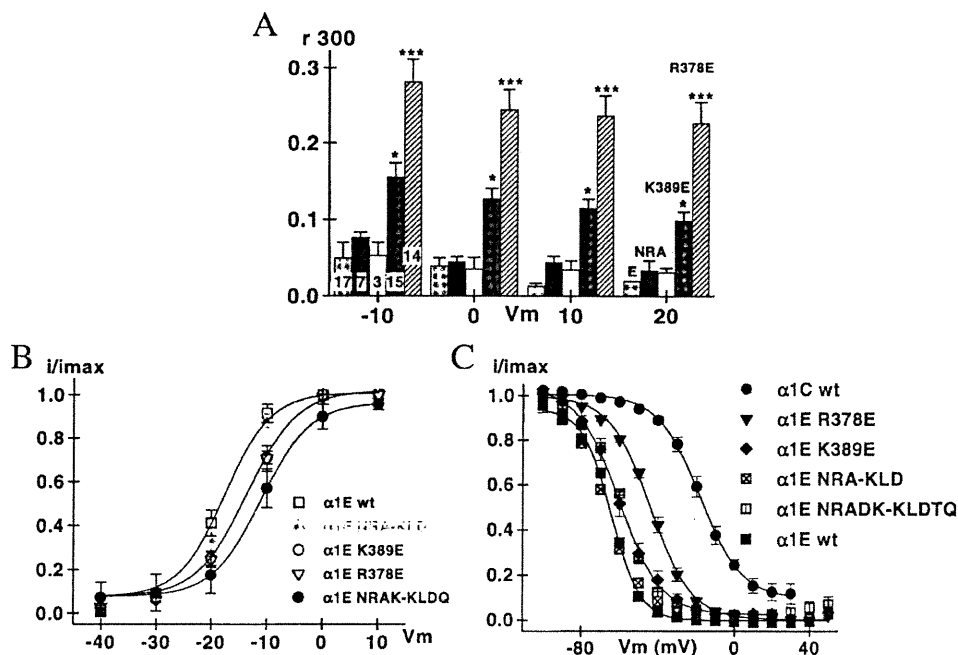 A
r 300
0.3
0.2
0.1
0.0
***
***
***
***
*
*
*
*
R378E
K389E
NRA
E
17 7 3 15 14
-10 0 Vm 10 20
B
i/imax
1.0
0.8
0.6
0.4
0.2
0.0
-40 -30 -20 -10 0 10 Vm
α1E wt
α1E NRA-KLD
α1E K389E
α1E R378E
α1E NRAK-KLDQ
C
i/imax
1.0
0.8
0.6
0.4
0.2
0.0
-80 Vm (mV) 0 40
α1C wt
α1E R378E
α1E K389E
α1E NRA-KLD
α1E NRADK-KLDTQ
α1E wt